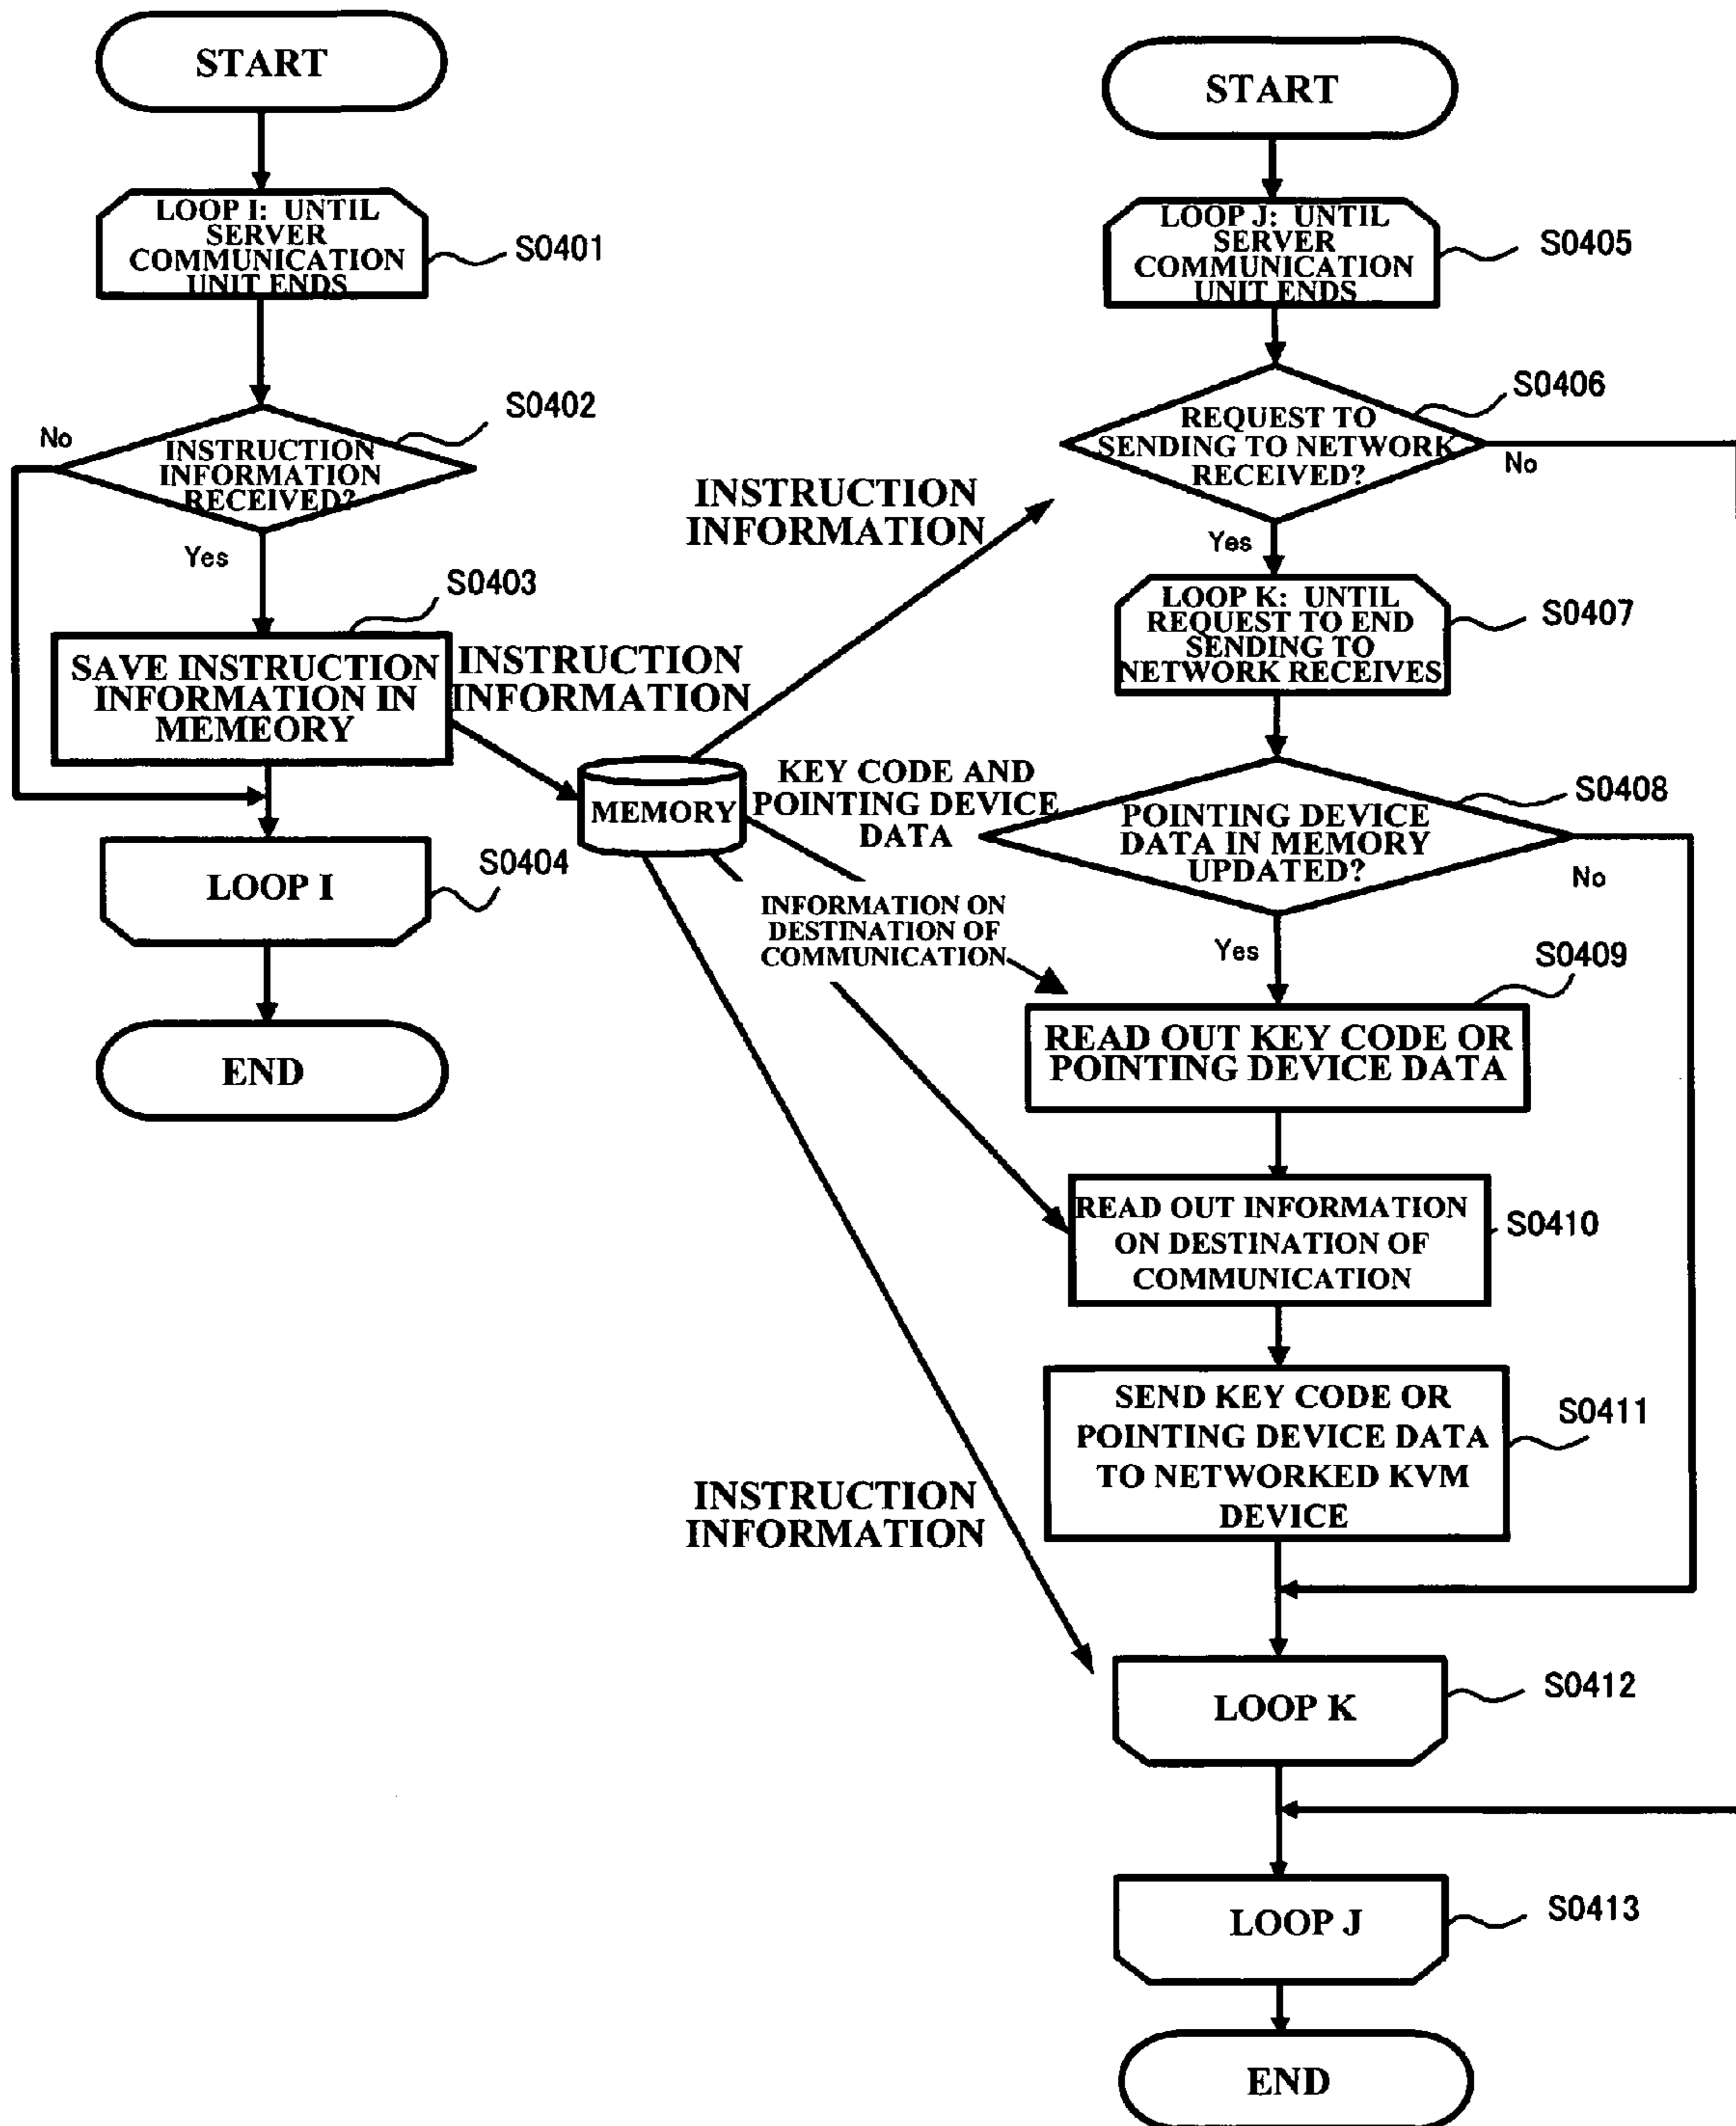 START
LOOP I: UNTIL
SERVER
COMMUNICATION
UNIT ENDS
S0401
No
INSTRUCTION
INFORMATION
RECEIVED?
S0402
Yes
S0403
SAVE INSTRUCTION
INFORMATION IN
MEMEORY
INSTRUCTION
INFORMATION
LOOP I
S0404
END
MEMORY
INSTRUCTION
INFORMATION
KEY CODE AND
POINTING DEVICE
DATA
INFORMATION ON
DESTINATION OF
COMMUNICATION
INSTRUCTION
INFORMATION
START
LOOP J: UNTIL
SERVER
COMMUNICATION
UNIT ENDS
S0405
REQUEST TO
SENDING TO NETWORK
RECEIVED?
S0406
No
Yes
LOOP K: UNTIL
REQUEST TO END
SENDING TO
NETWORK RECEIVES
S0407
POINTING DEVICE
DATA IN MEMORY
UPDATED?
S0408
No
Yes
S0409
READ OUT KEY CODE OR
POINTING DEVICE DATA
READ OUT INFORMATION
ON DESTINATION OF
COMMUNICATION
S0410
SEND KEY CODE OR
POINTING DEVICE DATA
TO NETWORKED KVM
DEVICE
S0411
LOOP K
S0412
LOOP J
S0413
END